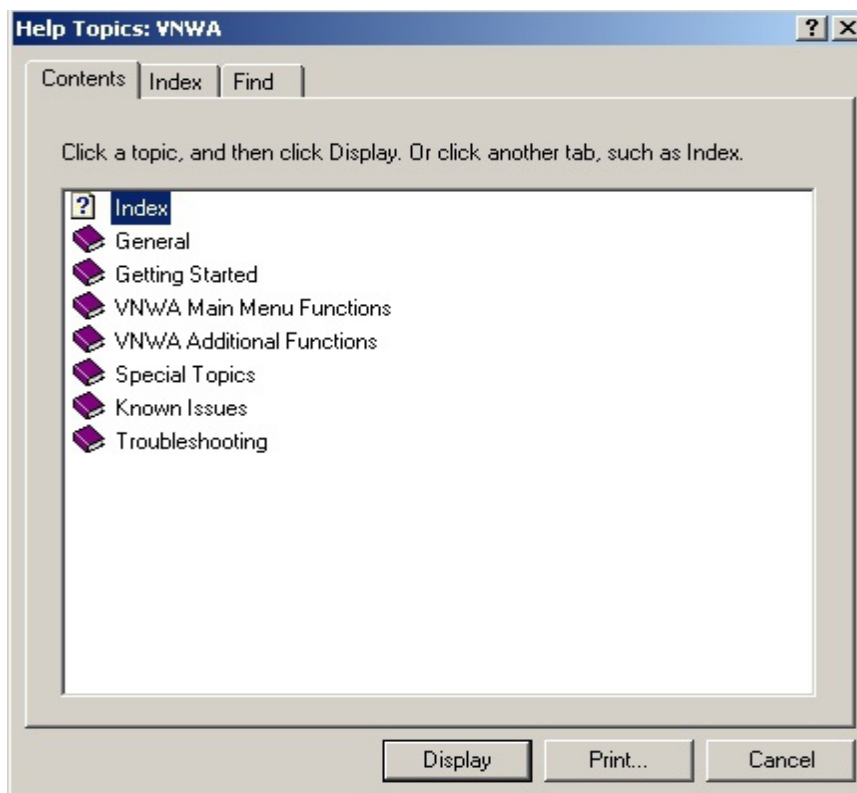 Help Topics: VNWA
Contents Index Find
Click a topic, and then click Display. Or click another tab, such as Index.
Index
General
Getting Started
VNWA Main Menu Functions
VNWA Additional Functions
Special Topics
Known Issues
Troubleshooting
Display Print... Cancel